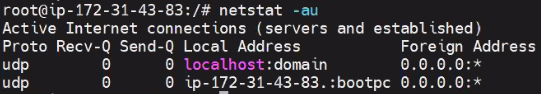 root@ip-172-31-43-83:/# netstat -au
Active Internet connections (servers and established)
Proto Recv-Q Send-Q Local Address           Foreign Address
udp        0      0 localhost:domain        0.0.0.0:*
udp        0      0 ip-172-31-43-83.:bootpc 0.0.0.0:*